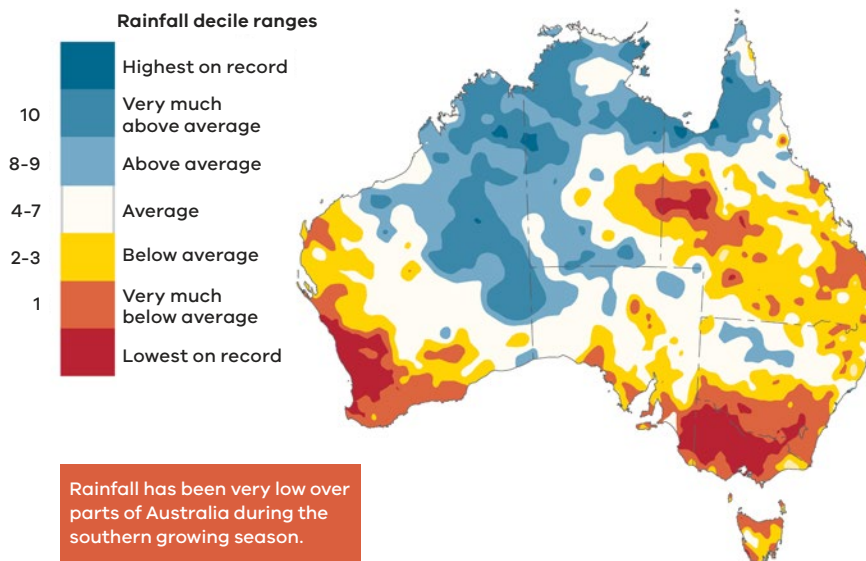 Rainfall decile ranges
Highest on record
10
Very much
above average
8-9
Above average
4-7
Average
2-3
Below average
1
Very much
below average
Lowest on record
Rainfall has been very low over
parts of Australia during the
southern growing season.